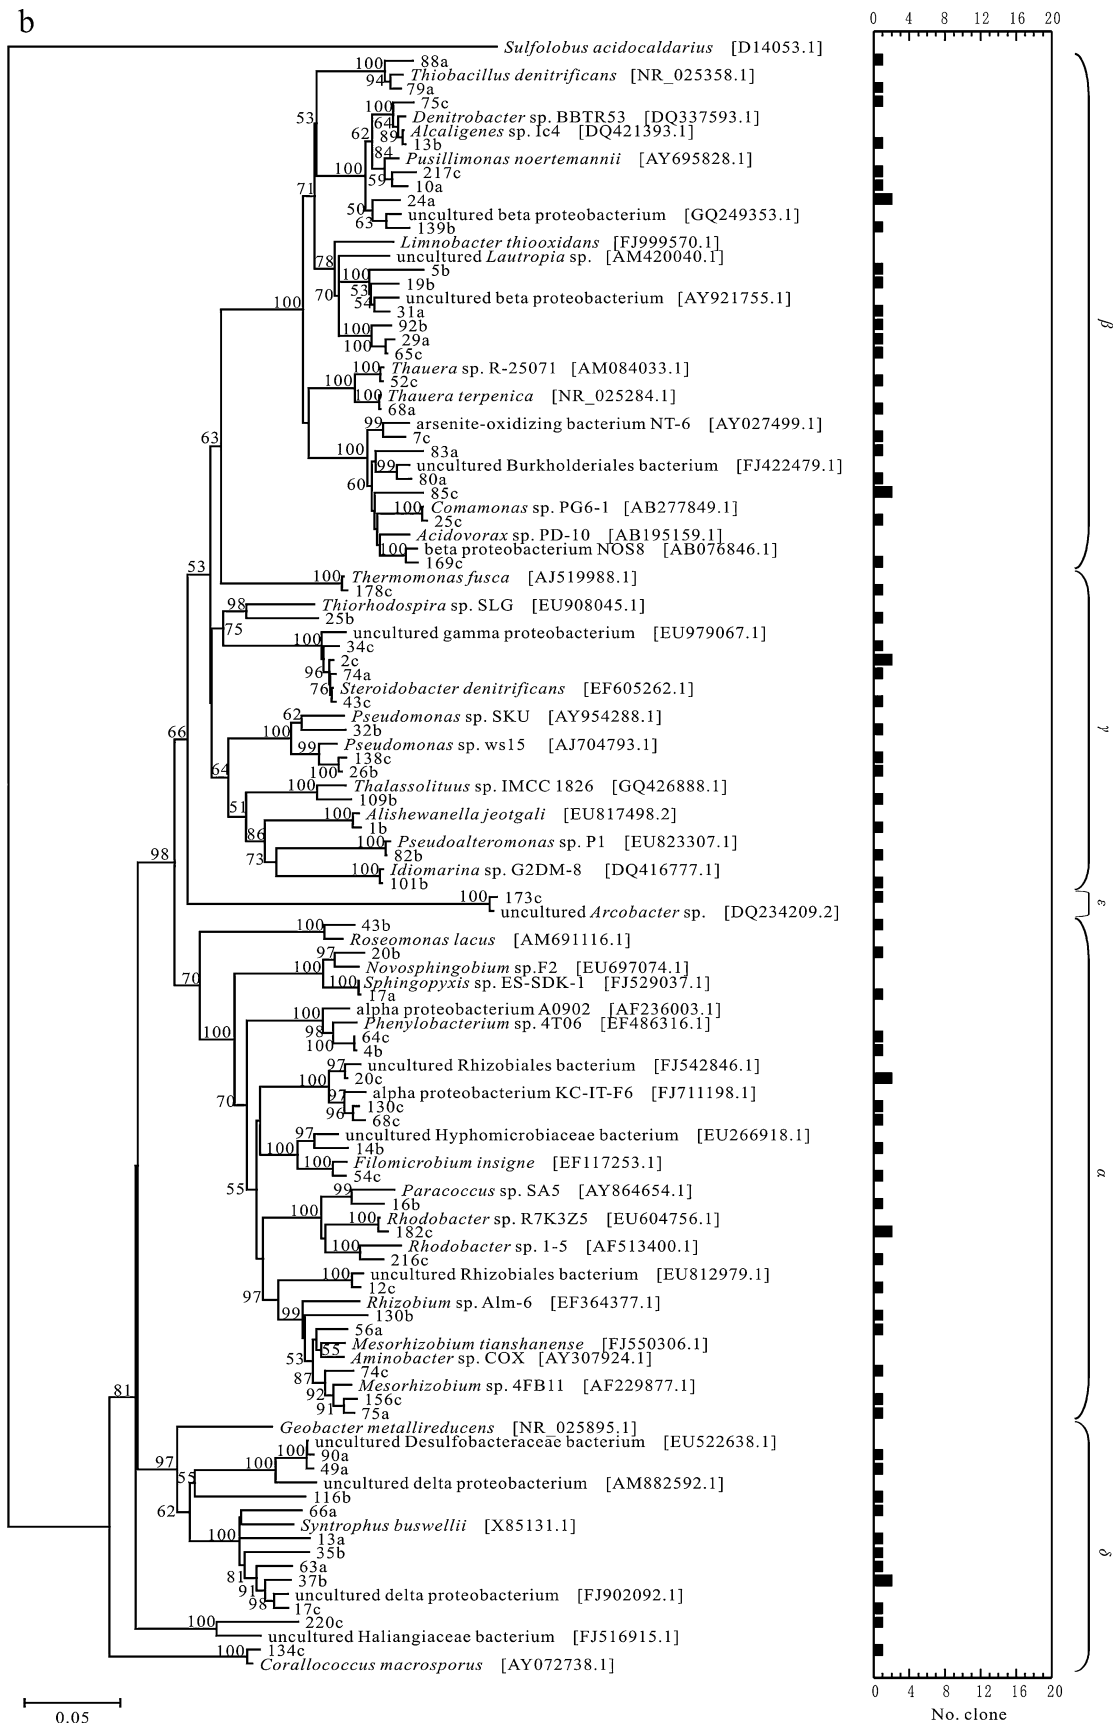 b
0 4 8 12 16 20
Sulfolobus acidocaldarius [D14053.1]
100 88a
Thiobacillus denitrificans [NR_025358.1]
94 79a
75c
100
Denitrobacter sp. BBTR53 [DQ337593.1]
53 64
Alcaligenes sp. Ic4 [DQ421393.1]
62 89 13b
84 Pusillimonas noertemannii [AY695828.1]
100 217c
59 10a
71 24a
50 uncultured beta proteobacterium [GQ249353.1]
63 139b
Limnobacter thiooxidans [FJ999570.1]
78 uncultured Lautropia sp. [AM420040.1]
100 5b
53 19b
70 54 uncultured beta proteobacterium [AY921755.1]
31a
100 100 92b
29a
100 65c
β
100 Thauera sp. R-25071 [AM084033.1]
100 52c
100 Thauera terpenica [NR_025284.1]
68a
99 arsenite-oxidizing bacterium NT-6 [AY027499.1]
7c
63 100 83a
99 uncultured Burkholderiales bacterium [FJ422479.1]
60 80a
85c
100 Comamonas sp. PG6-1 [AB277849.1]
25c
Acidovorax sp. PD-10 [AB195159.1]
100 beta proteobacterium NOS8 [AB076846.1]
169c
53 100 Thermomonas fusca [AJ519988.1]
178c
98 Thiorhodospira sp. SLG [EU908045.1]
25b
75 uncultured gamma proteobacterium [EU979067.1]
100 34c
2c
96 74a
76 Steroidobacter denitrificans [EF605262.1]
43c
62 Pseudomonas sp. SKU [AY954288.1]
66 100 32b
γ
99 Pseudomonas sp. ws15 [AJ704793.1]
138c
64 100 26b
100 Thalassolituus sp. IMCC 1826 [GQ426888.1]
109b
51 100 Alishewanella jeotgali [EU817498.2]
1b
86 100 Pseudoalteromonas sp. P1 [EU823307.1]
98 73 82b
100 Idiomarina sp. G2DM-8 [DQ416777.1]
101b
100 173c
ε
uncultured Arcobacter sp. [DQ234209.2]
100 43b
Roseomonas lacus [AM691116.1]
97 20b
100 Novosphingobium sp.F2 [EU697074.1]
70 100 Sphingopyxis sp. ES-SDK-1 [FJ529037.1]
17a
100 alpha proteobacterium A0902 [AF236003.1]
98 Phenylobacterium sp. 4T06 [EF486316.1]
100 64c
100 4b
97 uncultured Rhizobiales bacterium [FJ542846.1]
100 20c
97 alpha proteobacterium KC-IT-F6 [FJ711198.1]
70 96 130c
68c
97 uncultured Hyphomicrobiaceae bacterium [EU266918.1]
100 14b
100 Filomicrobium insigne [EF117253.1]
54c
α
55 99 Paracoccus sp. SA5 [AY864654.1]
16b
100 100 Rhodobacter sp. R7K3Z5 [EU604756.1]
182c
100 Rhodobacter sp. 1-5 [AF513400.1]
216c
100 uncultured Rhizobiales bacterium [EU812979.1]
12c
97 Rhizobium sp. Alm-6 [EF364377.1]
99 130b
56a
55 Mesorhizobium tianshanense [FJ550306.1]
53 Aminobacter sp. COX [AY307924.1]
74c
87 Mesorhizobium sp. 4FB11 [AF229877.1]
81 92 156c
91 75a
Geobacter metallireducens [NR_025895.1]
uncultured Desulfobacteraceae bacterium [EU522638.1]
100 90a
97 100 49a
55 uncultured delta proteobacterium [AM882592.1]
116b
62 66a
Syntrophus buswellii [X85131.1]
100 13a
35b
δ
63a
81 37b
91 uncultured delta proteobacterium [FJ902092.1]
98 17c
100 220c
uncultured Haliangiaceae bacterium [FJ516915.1]
100 134c
Corallococcus macrosporus [AY072738.1]
0 4 8 12 16 20
0.05
No. clone